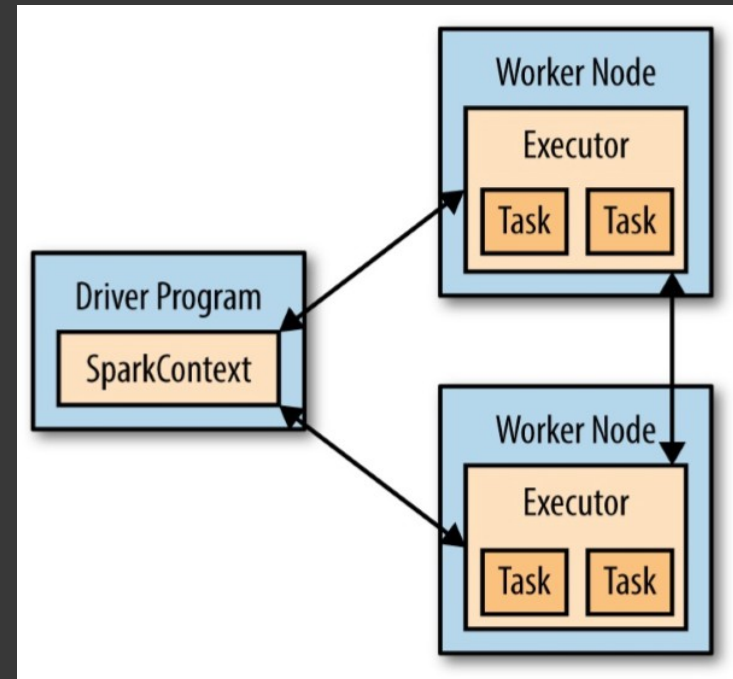 Worker Node
Executor
Task Task
Driver Program
SparkContext
Worker Node
Executor
Task Task